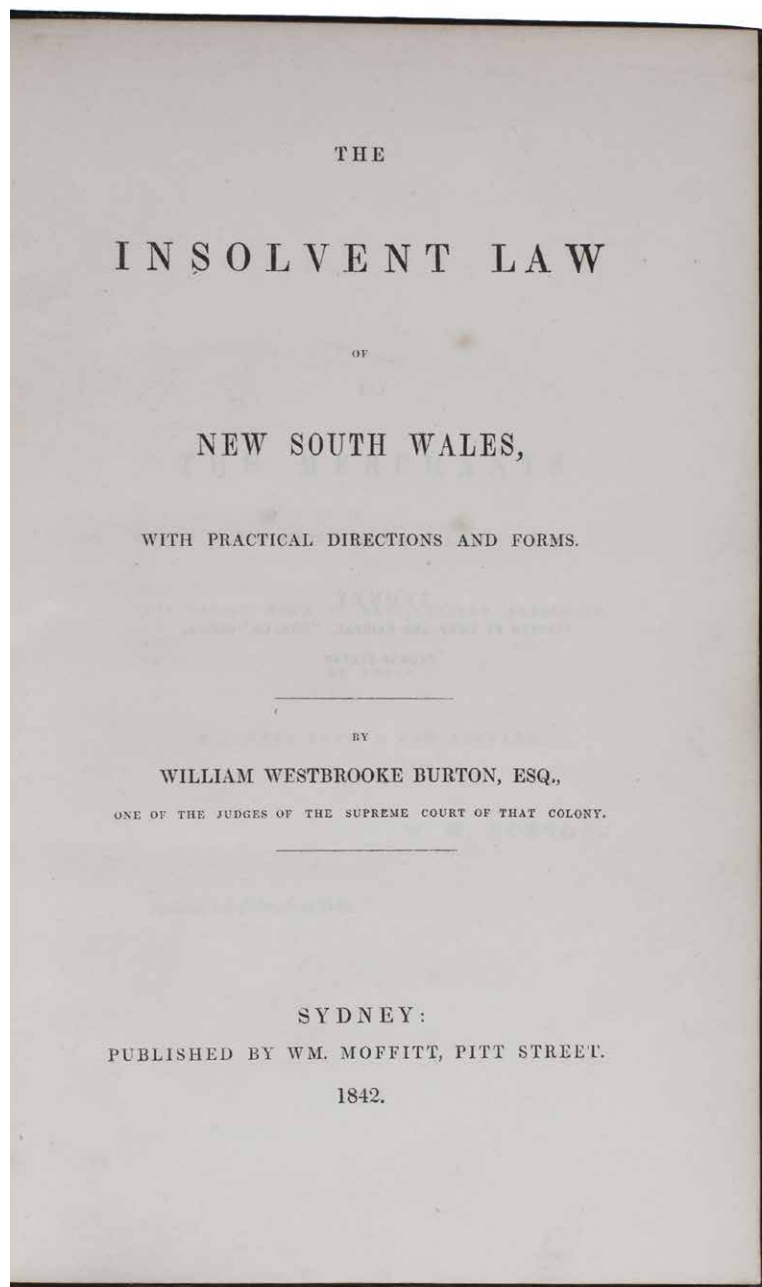 THE
INSOLVENT LAW
OF
NEW SOUTH WALES,
WITH PRACTICAL DIRECTIONS AND FORMS.
BY
WILLIAM WESTBROOKE BURTON, ESQ.,
ONE OF THE JUDGES OF THE SUPREME COURT OF THAT COLONY.
SYDNEY:
PUBLISHED BY WM. MOFFITT, PITT STREET.
1842.